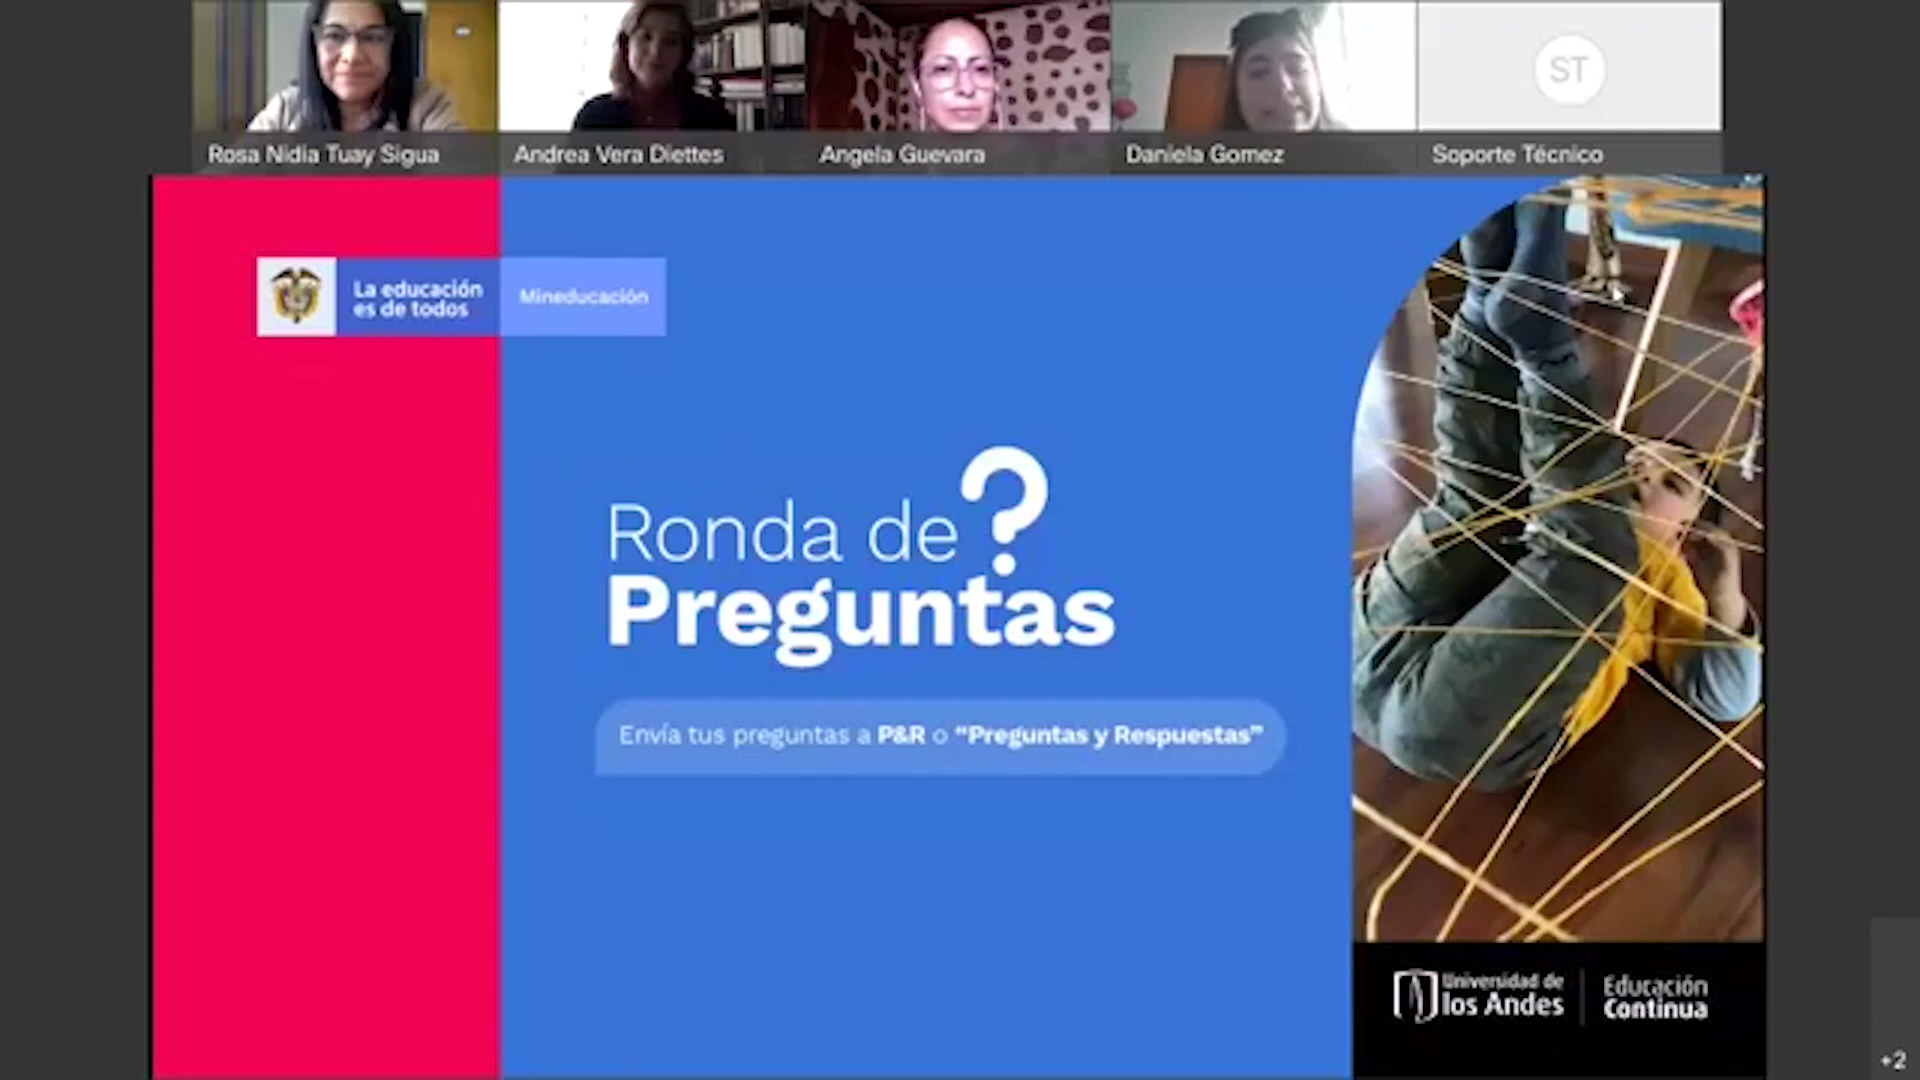 Rosa Nidia Tuay Sigua
Andrea Vera Diettes
Angela Guevara
Daniela Gomez
ST
Soporte Técnico
La educación
es de todos
Mineducación
Ronda de ?
Preguntas
Envía tus preguntas a P&R o “Preguntas y Respuestas”
Universidad de
los Andes
Educación
Continua
+2